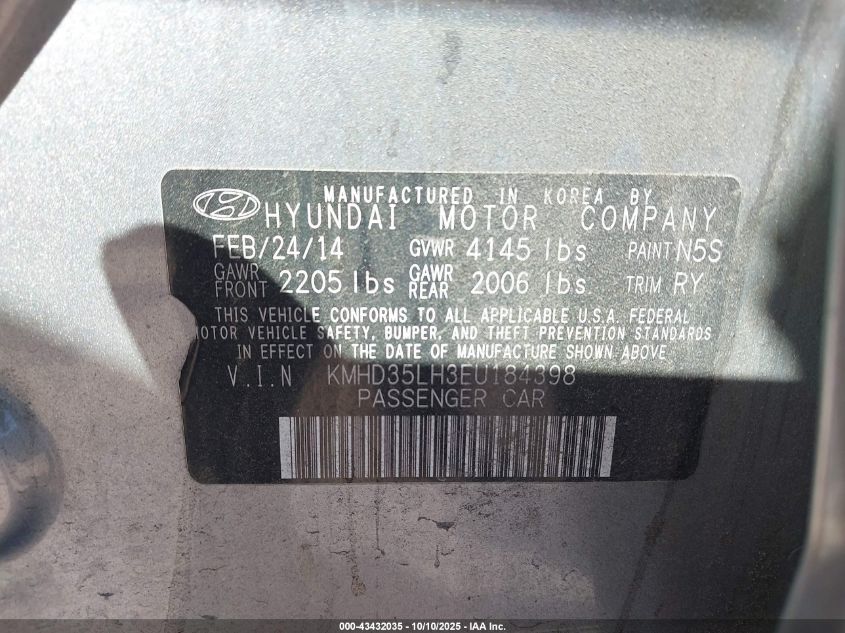 MANUFACTURED IN KOREA BY
HYUNDAI MOTOR COMPANY
FEB/24/14 GVWR 4145 lbs PAINT N5S
GAWR FRONT 2205 lbs GAWR REAR 2006 lbs TRIM RY
THIS VEHICLE CONFORMS TO ALL APPLICABLE U.S.A. FEDERAL
MOTOR VEHICLE SAFETY, BUMPER, AND THEFT PREVENTION STANDARDS
IN EFFECT ON THE DATE OF MANUFACTURE SHOWN ABOVE
V.I.N KMHD35LH3EU184398
PASSENGER CAR
000-43432035 - 10/10/2025 - IAA Inc.